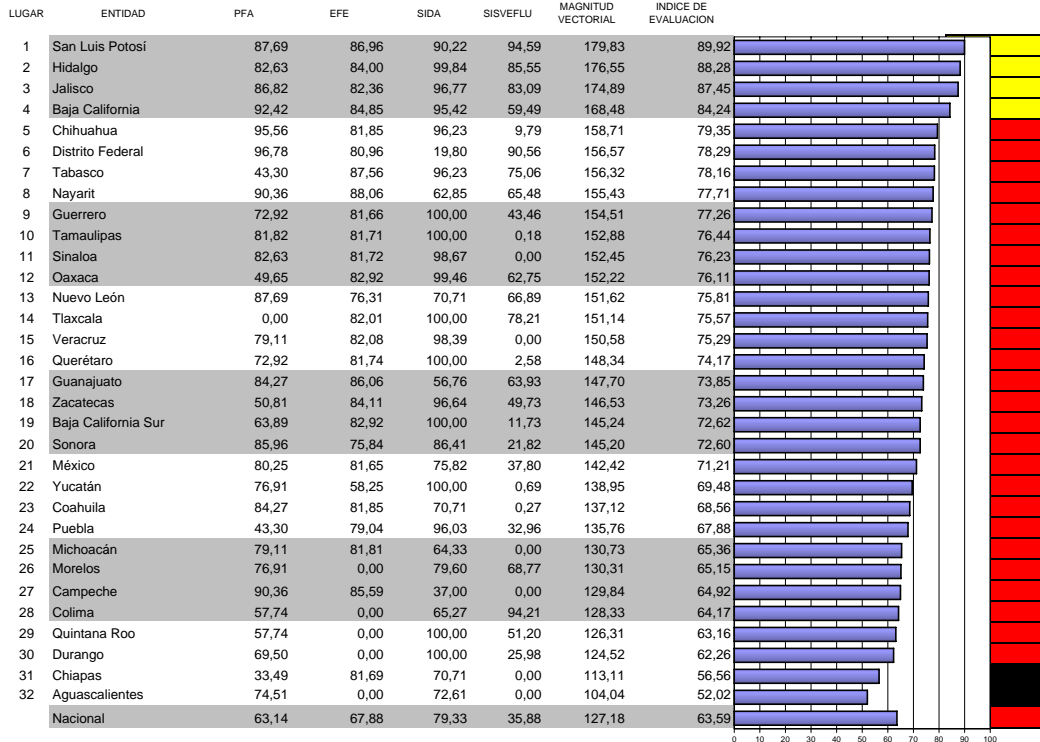 LUGAR ENTIDAD PFA EFE SIDA SISVEFLU MAGNITUD VECTORIAL INDICE DE EVALUACION
1 San Luis Potosí 87,69 86,96 90,22 94,59 179,83 89,92
2 Hidalgo 82,63 84,00 99,84 85,55 176,55 88,28
3 Jalisco 86,82 82,36 96,77 83,09 174,89 87,45
4 Baja California 92,42 84,85 95,42 59,49 168,48 84,24
5 Chihuahua 95,56 81,85 96,23 9,79 158,71 79,35
6 Distrito Federal 96,78 80,96 19,80 90,56 156,57 78,29
7 Tabasco 43,30 87,56 96,23 75,06 156,32 78,16
8 Nayarit 90,36 88,06 62,85 65,48 155,43 77,71
9 Guerrero 72,92 81,66 100,00 43,46 154,51 77,26
10 Tamaulipas 81,82 81,71 100,00 0,18 152,88 76,44
11 Sinaloa 82,63 81,72 98,67 0,00 152,45 76,23
12 Oaxaca 49,65 82,92 99,46 62,75 152,22 76,11
13 Nuevo León 87,69 76,31 70,71 66,89 151,62 75,81
14 Tlaxcala 0,00 82,01 100,00 78,21 151,14 75,57
15 Veracruz 79,11 82,08 98,39 0,00 150,58 75,29
16 Querétaro 72,92 81,74 100,00 2,58 148,34 74,17
17 Guanajuato 84,27 86,06 56,76 63,93 147,70 73,85
18 Zacatecas 50,81 84,11 96,64 49,73 146,53 73,26
19 Baja California Sur 63,89 82,92 100,00 11,73 145,24 72,62
20 Sonora 85,96 75,84 86,41 21,82 145,20 72,60
21 México 80,25 81,65 75,82 37,80 142,42 71,21
22 Yucatán 76,91 58,25 100,00 0,69 138,95 69,48
23 Coahuila 84,27 81,85 70,71 0,27 137,12 68,56
24 Puebla 43,30 79,04 96,03 32,96 135,76 67,88
25 Michoacán 79,11 81,81 64,33 0,00 130,73 65,36
26 Morelos 76,91 0,00 79,60 68,77 130,31 65,15
27 Campeche 90,36 85,59 37,00 0,00 129,84 64,92
28 Colima 57,74 0,00 65,27 94,21 128,33 64,17
29 Quintana Roo 57,74 0,00 100,00 51,20 126,31 63,16
30 Durango 69,50 0,00 100,00 25,98 124,52 62,26
31 Chiapas 33,49 81,69 70,71 0,00 113,11 56,56
32 Aguascalientes 74,51 0,00 72,61 0,00 104,04 52,02
Nacional 63,14 67,88 79,33 35,88 127,18 63,59
0 10 20 30 40 50 60 70 80 90 100